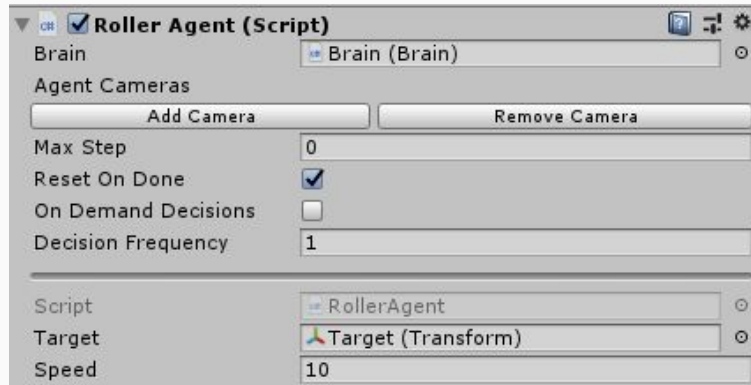 Roller Agent (Script)
Brain Brain (Brain)
Agent Cameras
Add Camera Remove Camera
Max Step 0
Reset On Done
On Demand Decisions
Decision Frequency 1
Script RollerAgent
Target Target (Transform)
Speed 10